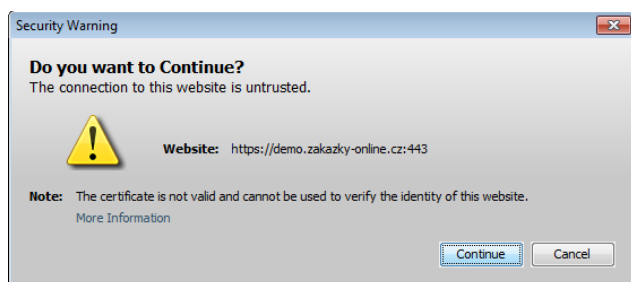 Security Warning
Do you want to Continue?
The connection to this website is untrusted.
Website: https://demo.zakazky-online.cz:443
Note: The certificate is not valid and cannot be used to verify the identity of this website.
More Information
Continue Cancel